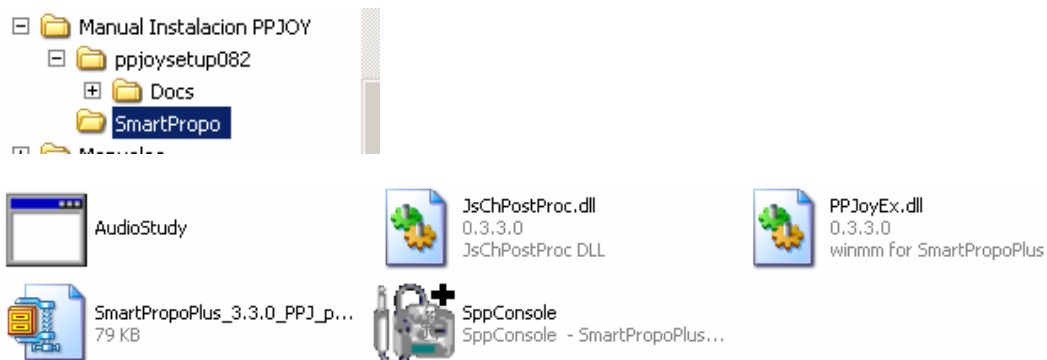 Manual Instalacion PPJOY
ppjoysetup082
Docs
SmartPropo
Manuales
AudioStudy
JsChPostProc.dll
0.3.3.0
JsChPostProc DLL
PPJoyEx.dll
0.3.3.0
winmm for SmartPropoPlus
SmartPropoPlus_3.3.0_PPJ_p...
79 KB
SppConsole
SppConsole - SmartPropoPlus...